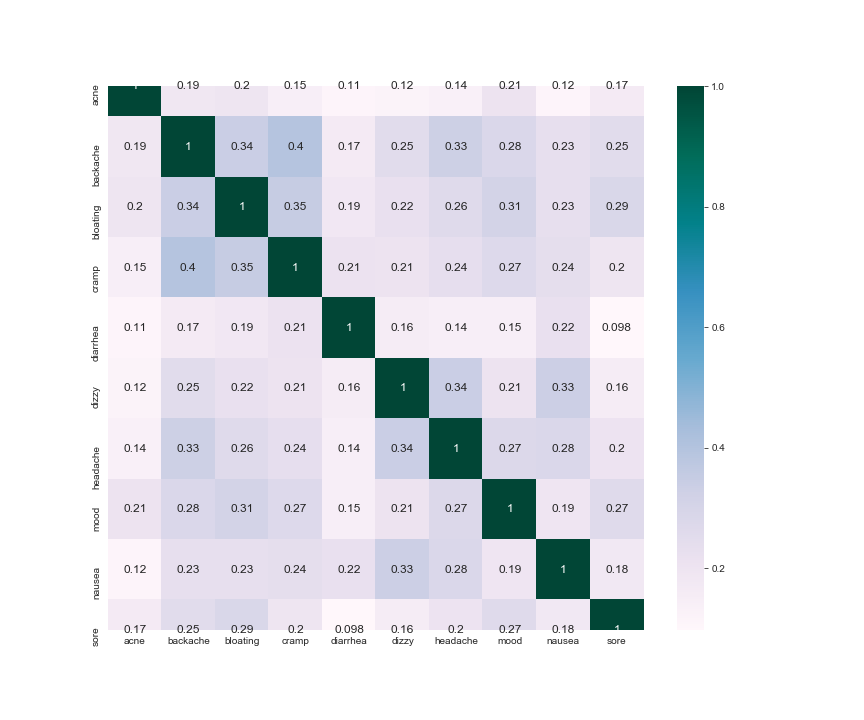 acne 1 0.19 0.2 0.15 0.11 0.12 0.14 0.21 0.12 0.17
backache 0.19 1 0.34 0.4 0.17 0.25 0.33 0.28 0.23 0.25
bloating 0.2 0.34 1 0.35 0.19 0.22 0.26 0.31 0.23 0.29
cramp 0.15 0.4 0.35 1 0.21 0.21 0.24 0.27 0.24 0.2
diarrhea 0.11 0.17 0.19 0.21 1 0.16 0.14 0.15 0.22 0.098
dizzy 0.12 0.25 0.22 0.21 0.16 1 0.34 0.21 0.33 0.16
headache 0.14 0.33 0.26 0.24 0.14 0.34 1 0.27 0.28 0.2
mood 0.21 0.28 0.31 0.27 0.15 0.21 0.27 1 0.19 0.27
nausea 0.12 0.23 0.23 0.24 0.22 0.33 0.28 0.19 1 0.18
sore 0.17 0.25 0.29 0.2 0.098 0.16 0.2 0.27 0.18 1
acne backache bloating cramp diarrhea dizzy headache mood nausea sore
1.0
0.8
0.6
0.4
0.2